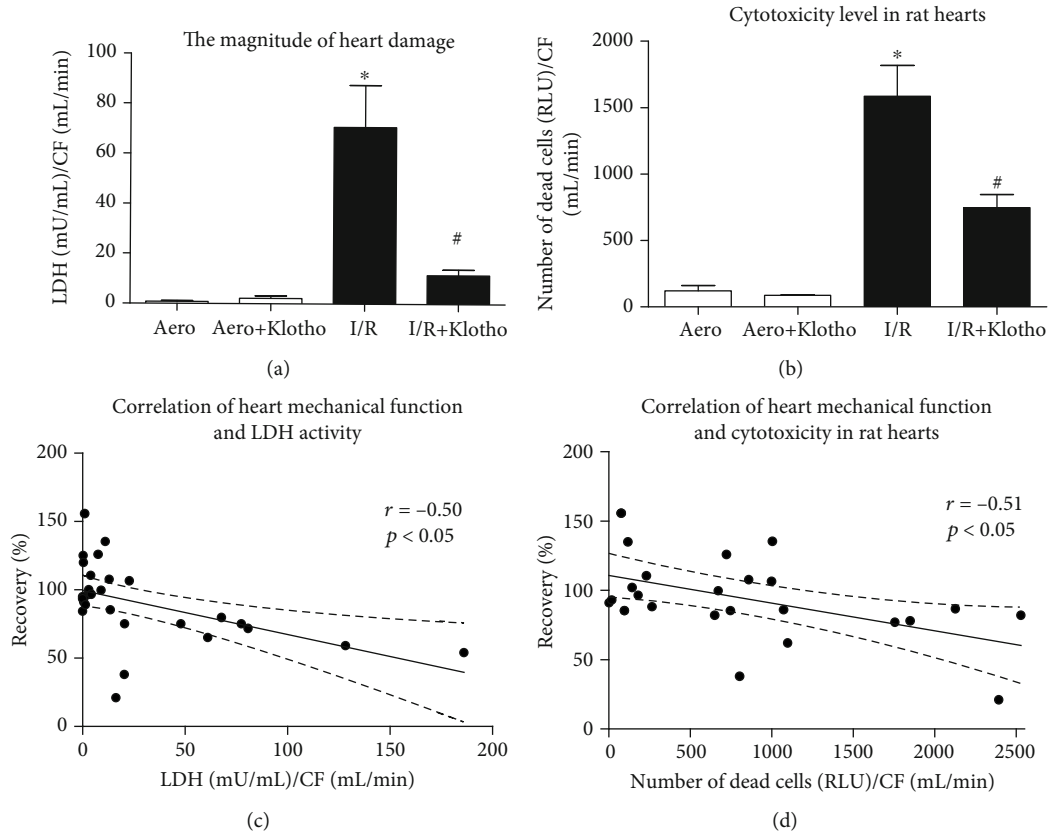 The magnitude of heart damage
LDH (mU/mL)/CF (mL/min)
100
80
60
40
20
0
*
#
Aero
Aero+Klotho
I/R
I/R+Klotho
(a)
Cytotoxicity level in rat hearts
Number of dead cells (RLU)/CF
(mL/min)
2000
1500
1000
500
0
*
#
Aero
Aero+Klotho
I/R
I/R+Klotho
(b)
Correlation of heart mechanical function
and LDH activity
Recovery (%)
200
150
100
50
0
r = –0.50
p < 0.05
0
50
100
150
200
LDH (mU/mL)/CF (mL/min)
(c)
Correlation of heart mechanical function
and cytotoxicity in rat hearts
Recovery (%)
200
150
100
50
0
r = –0.51
p < 0.05
0
500
1000
1500
2000
2500
Number of dead cells (RLU)/CF (mL/min)
(d)